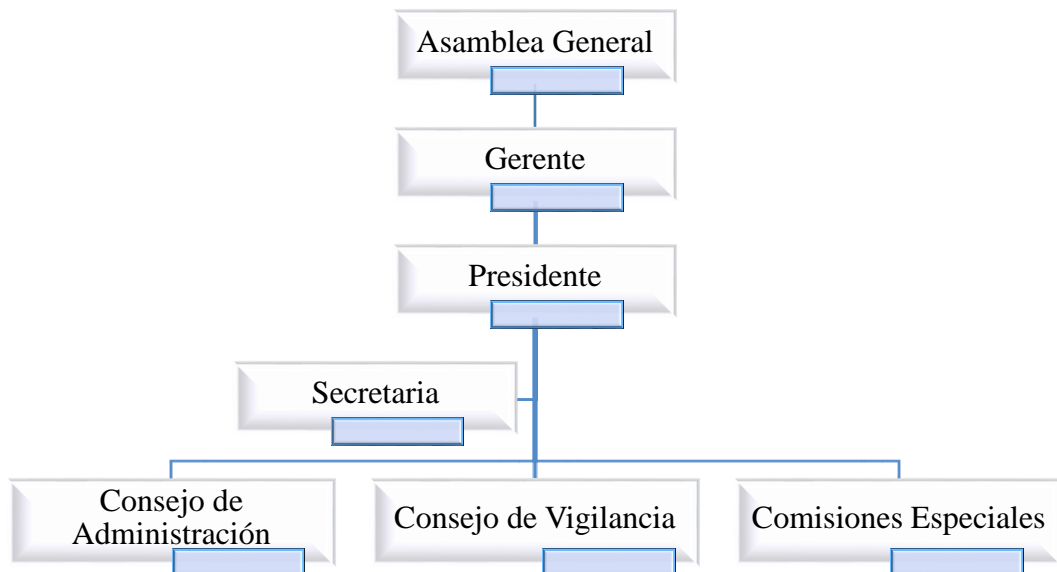 Asamblea General
Gerente
Presidente
Secretaria
Consejo de
Administración
Consejo de Vigilancia
Comisiones Especiales